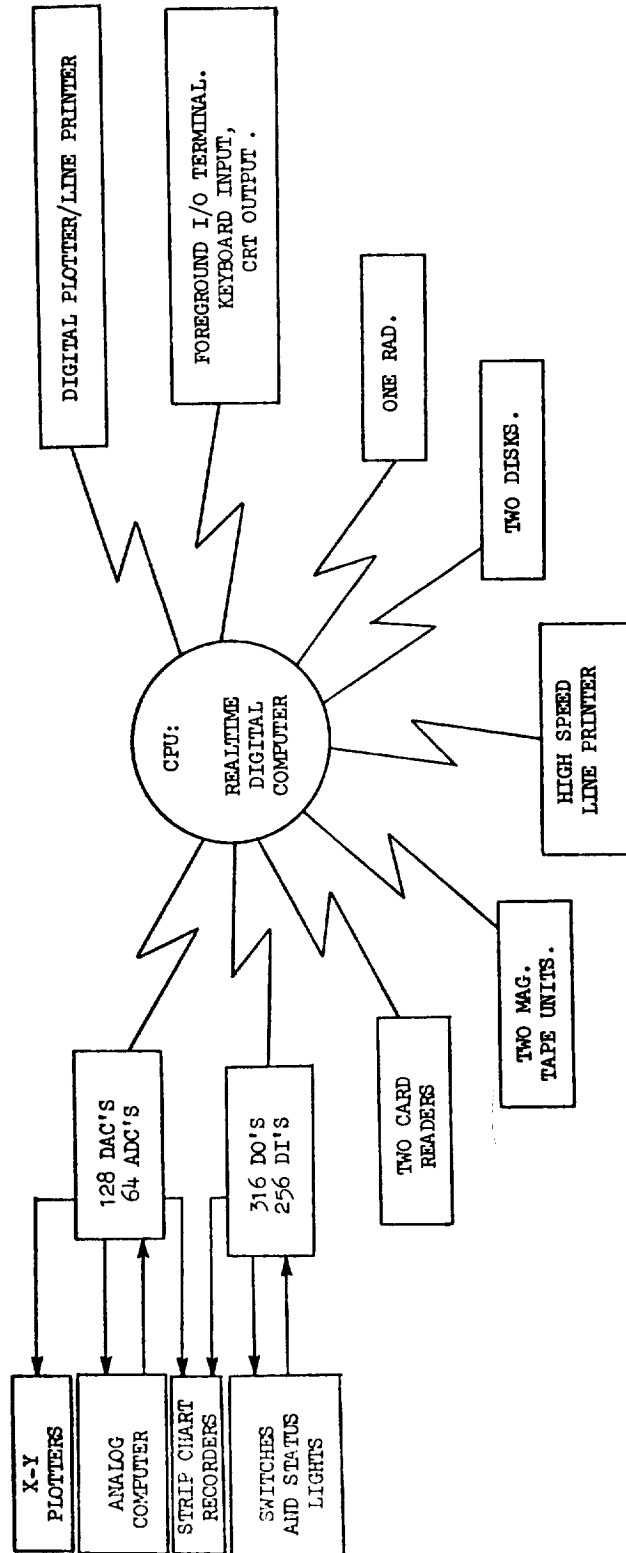 X-Y
PLOTTERS
ANALOG
COMPUTER
STRIP CHART
RECORDERS
SWITCHES
AND STATUS
LIGHTS
128 DAC'S
64 ADC'S
316 DO'S
256 DI'S
TWO CARD
READERS
TWO MAG.
TAPE UNITS.
HIGH SPEED
LINE PRINTER
TWO DISKS.
ONE RAD.
FOREGROUND I/O TERMINAL.
KEYBOARD INPUT,
CRT OUTPUT.
DIGITAL PLOTTER/LINE PRINTER
CPU:
REALTIME
DIGITAL
COMPUTER